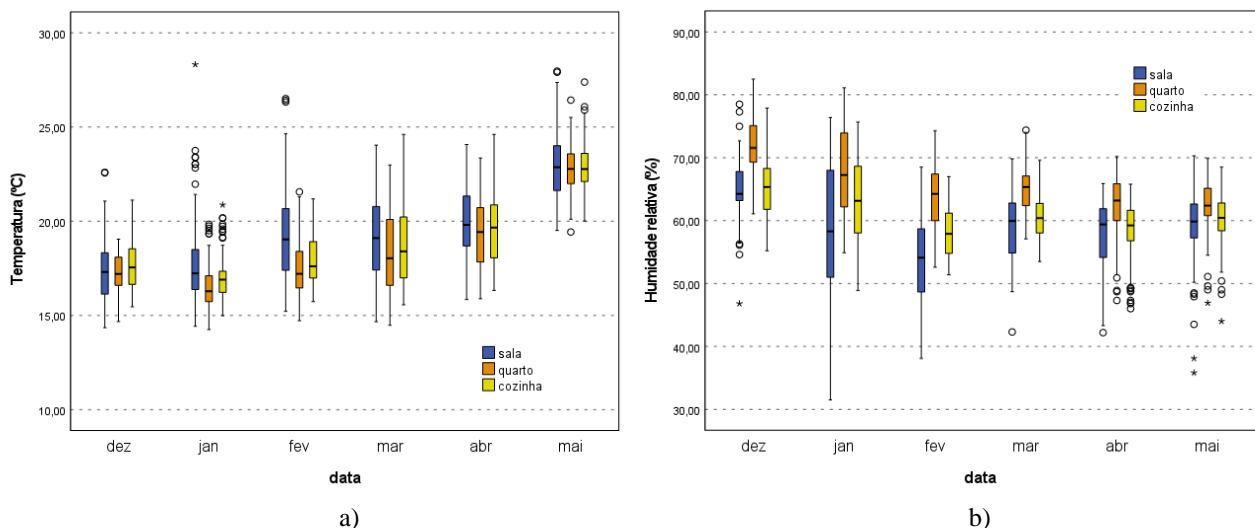 30,00
25,00
20,00
15,00
10,00
Temperatura (ºC)
sala
quarto
cozinha
dez jan fev mar abr mai
data
a)
90,00
80,00
70,00
60,00
50,00
40,00
30,00
Humidade relativa (%)
sala
quarto
cozinha
dez jan fev mar abr mai
data
b)